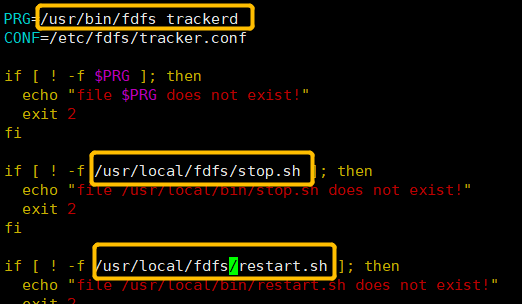 PRG=/usr/bin/fdfs_trackerd
CONF=/etc/fdfs/tracker.conf
if [ ! -f $PRG ]; then
echo "file $PRG does not exist!"
exit 2
fi
if [ ! -f /usr/local/fdfs/stop.sh ]; then
echo "file /usr/local/bin/stop.sh does not exist!"
exit 2
fi
if [ ! -f /usr/local/fdfs/restart.sh ]; then
echo "file /usr/local/bin/restart.sh does not exist!"
exit 2